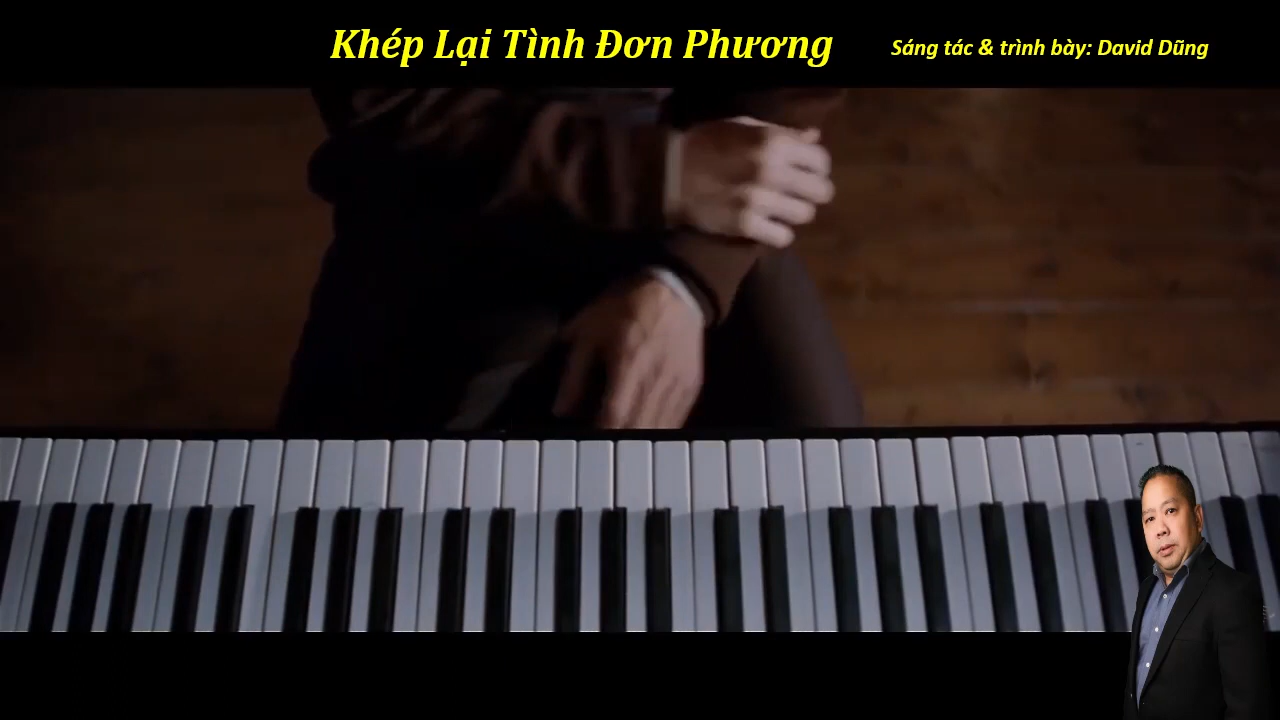 Khép Lại Tình Đơn Phương
Sáng tác & trình bày: David Dũng